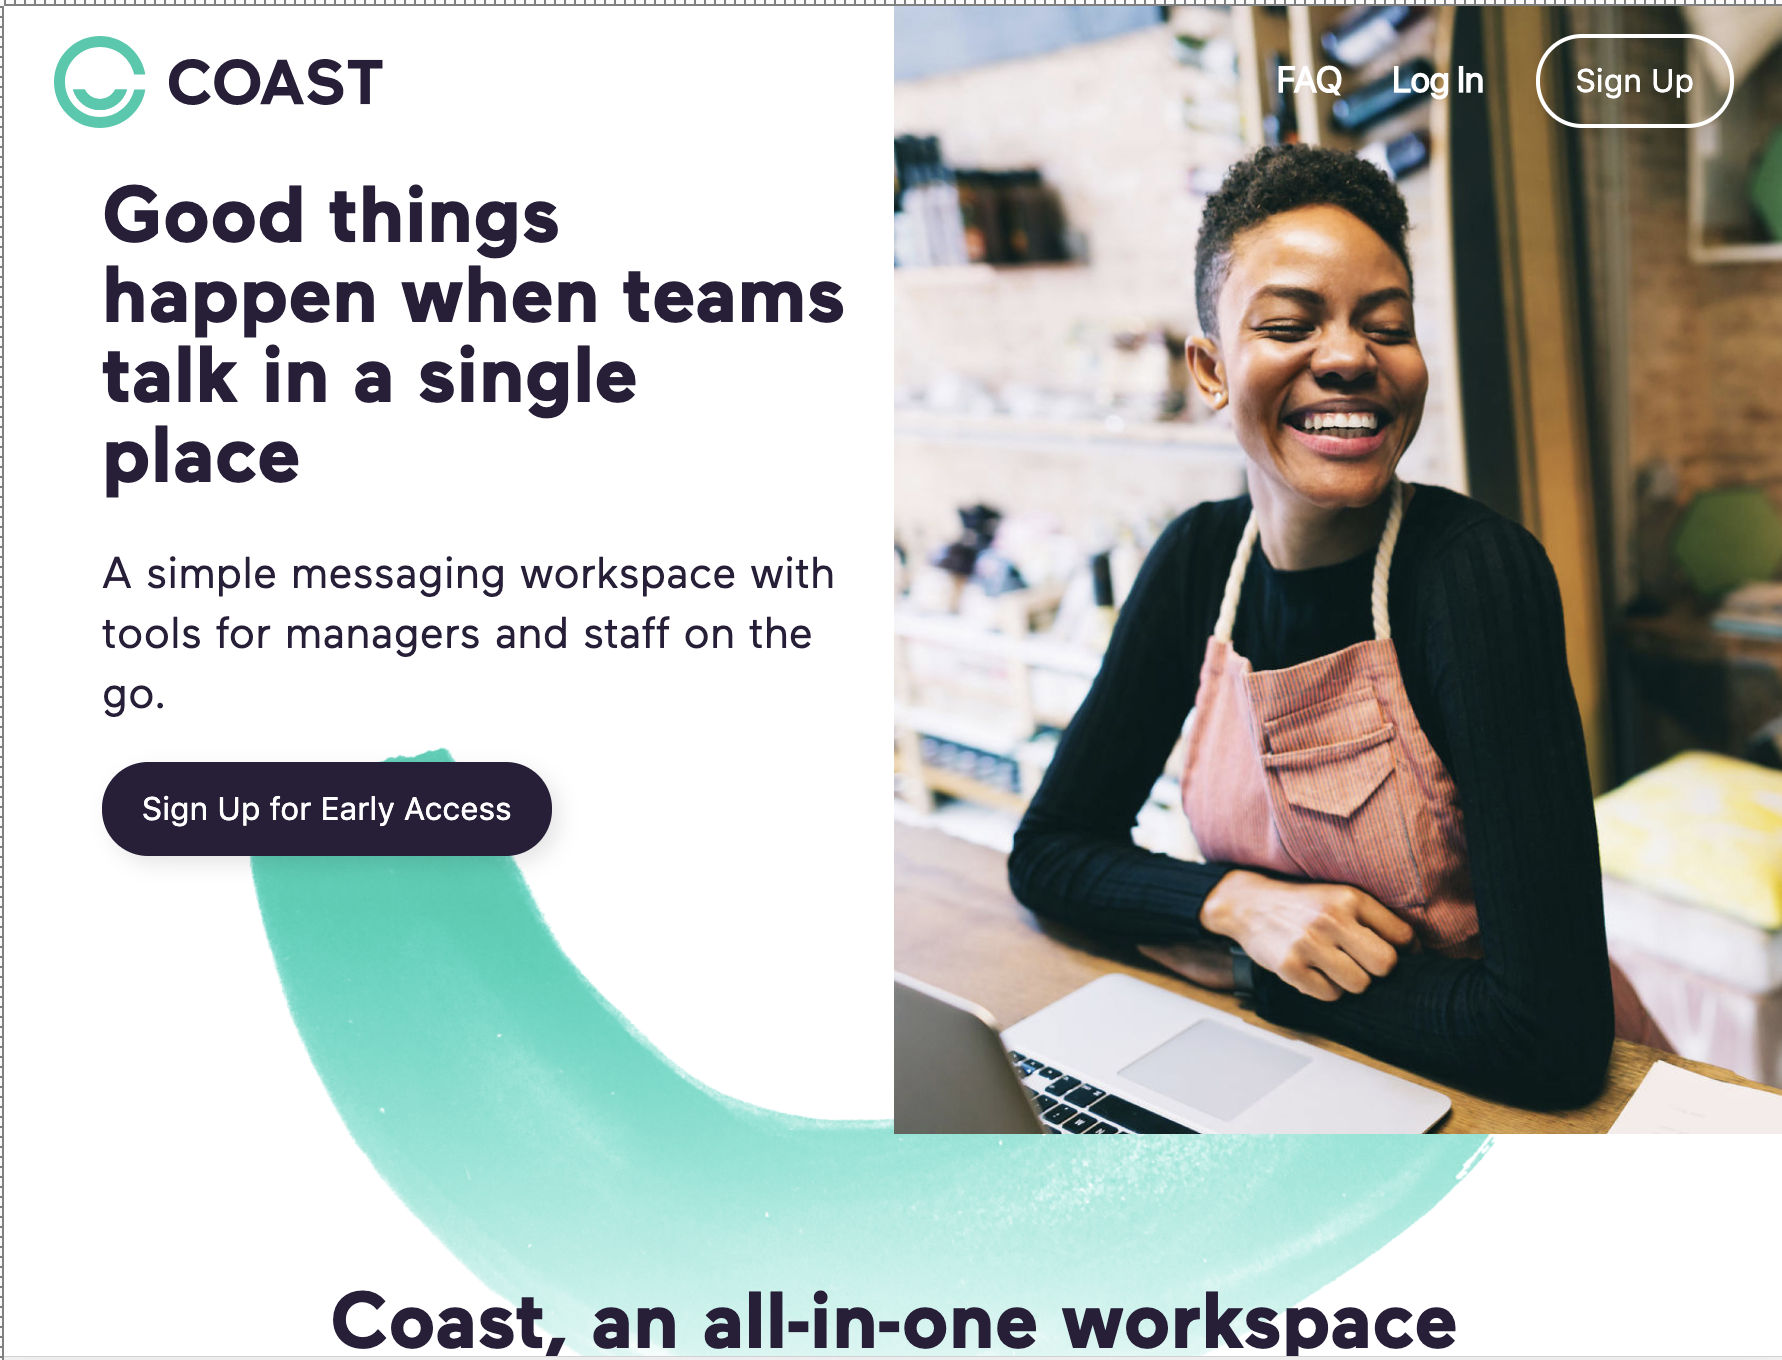 COAST
FAQ
Log In
Sign Up
Good things
happen when teams
talk in a single
place
A simple messaging workspace with
tools for managers and staff on the
go.
Sign Up for Early Access
Coast, an all-in-one workspace